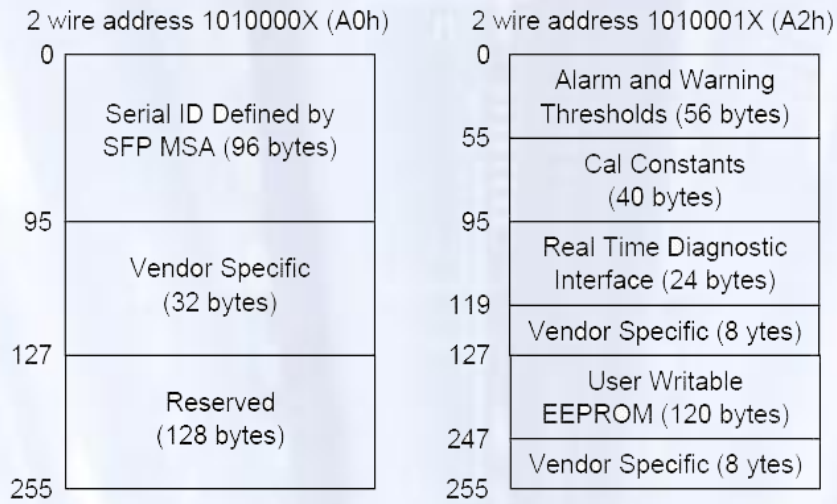 2 wire address 1010000X (A0h)
0
Serial ID Defined by
SFP MSA (96 bytes)
95
Vendor Specific
(32 bytes)
127
Reserved
(128 bytes)
255
2 wire address 1010001X (A2h)
0
Alarm and Warning
Thresholds (56 bytes)
55
Cal Constants
(40 bytes)
95
Real Time Diagnostic
Interface (24 bytes)
119
Vendor Specific (8 ytes)
127
User Writable
EEPROM (120 bytes)
247
Vendor Specific (8 ytes)
255